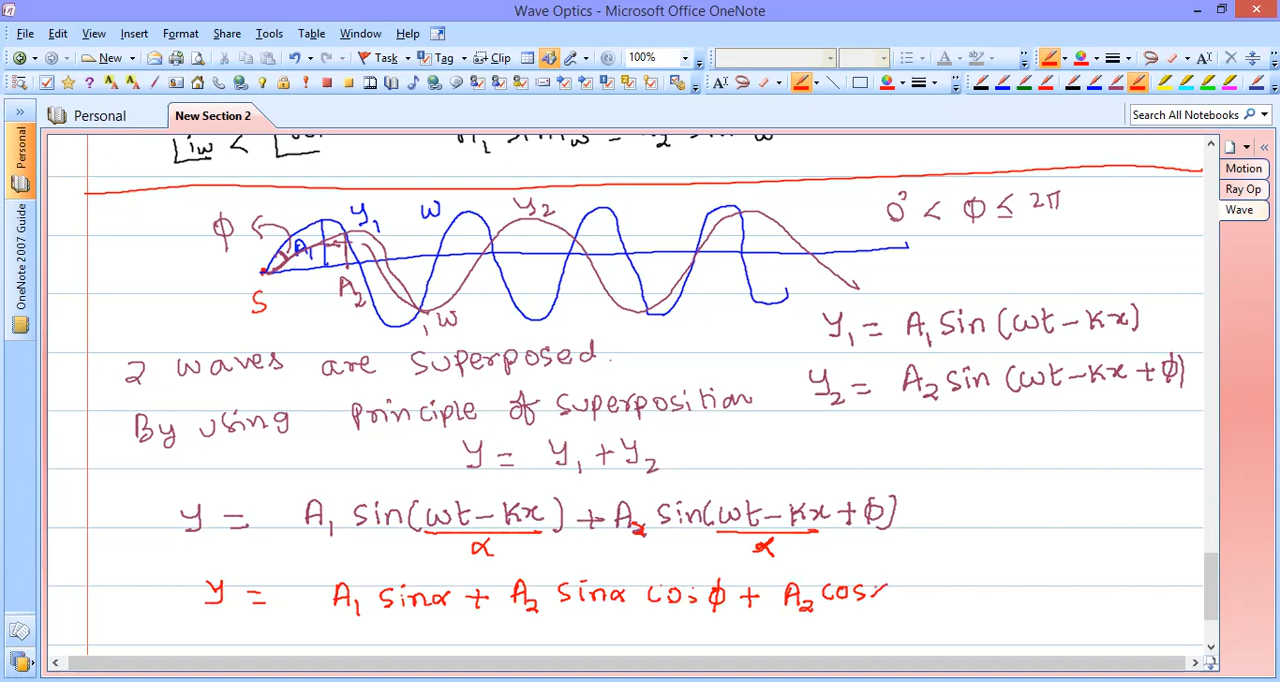 Wave Optics - Microsoft Office OneNote
File Edit View Insert Format Share Tools Table Window Help
New Task Tag Clip 100%
Personal New Section 2 Search All Notebooks
Personal
OneNote 2007 Guide
Motion
Ray Op
Wave
iw <
ϕ A₁ y₁ ω y₂ 0° < ϕ ≤ 2π
S A₂ ω
y₁ = A₁ sin (ωt - kx)
2 waves are superposed.
y₂ = A₂ sin (ωt - kx + ϕ)
By using principle of superposition
y = y₁ + y₂
y = A₁ sin(ωt - kx) + A₂ sin(ωt - kx + ϕ)
α α
y = A₁ sinα + A₂ sinα cosϕ + A₂ cos